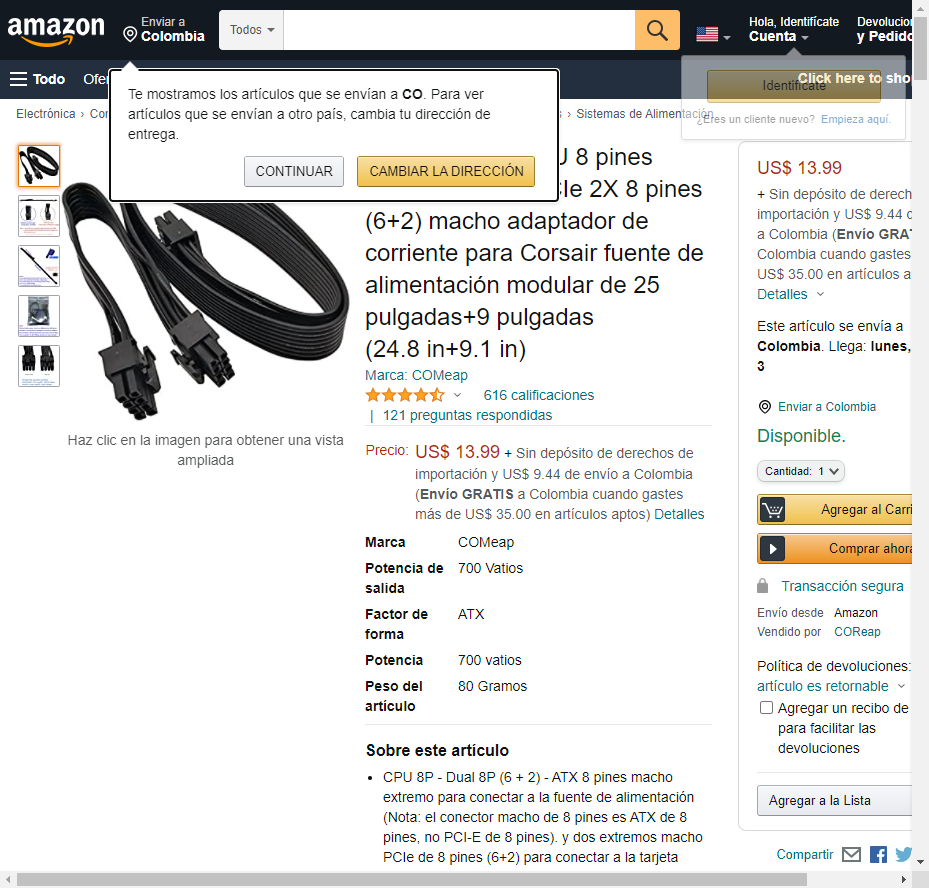 amazon
Enviar a
Colombia
Todos
Hola, Identifícate
Cuenta
Devolucion
y Pedido
Todo
Ofer
Click here to shop
Identifícate
¿Eres un cliente nuevo? Empieza aquí.
Te mostramos los artículos que se envían a CO. Para ver
artículos que se envían a otro país, cambia tu dirección de
entrega.
CONTINUAR
CAMBIAR LA DIRECCIÓN
Electrónica › Con
› Sistemas de Alimentación
U 8 pines
CIe 2X 8 pines
(6+2) macho adaptador de
corriente para Corsair fuente de
alimentación modular de 25
pulgadas+9 pulgadas
(24.8 in+9.1 in)
Marca: COMeap
616 calificaciones
| 121 preguntas respondidas
Haz clic en la imagen para obtener una vista
ampliada
Precio: US$ 13.99 + Sin depósito de derechos de
importación y US$ 9.44 de envío a Colombia
(Envío GRATIS a Colombia cuando gastes
más de US$ 35.00 en artículos aptos) Detalles
Marca COMeap
Potencia de salida 700 Vatios
Factor de forma ATX
Potencia 700 vatios
Peso del artículo 80 Gramos
Sobre este artículo
• CPU 8P - Dual 8P (6 + 2) - ATX 8 pines macho
extremo para conectar a la fuente de alimentación
(Nota: el conector macho de 8 pines es ATX de 8
pines, no PCI-E de 8 pines). y dos extremos macho
PCIe de 8 pines (6+2) para conectar a la tarjeta
US$ 13.99
+ Sin depósito de derech
importación y US$ 9.44 d
a Colombia (Envío GRAT
Colombia cuando gastes
US$ 35.00 en artículos a
Detalles
Este artículo se envía a
Colombia. Llega: lunes,
3
Enviar a Colombia
Disponible.
Cantidad: 1
Agregar al Carri
Comprar ahora
Transacción segura
Envío desde Amazon
Vendido por COReap
Política de devoluciones:
artículo es retornable
Agregar un recibo de
para facilitar las
devoluciones
Agregar a la Lista
Compartir